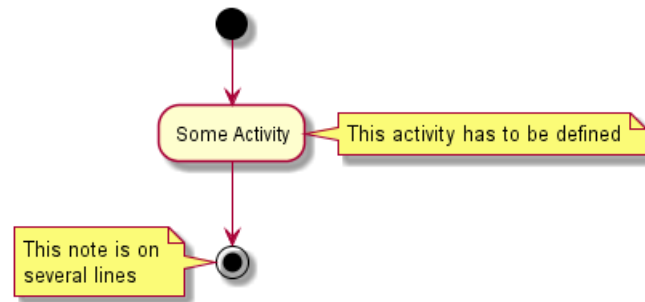 Some Activity
This activity has to be defined
This note is on
several lines